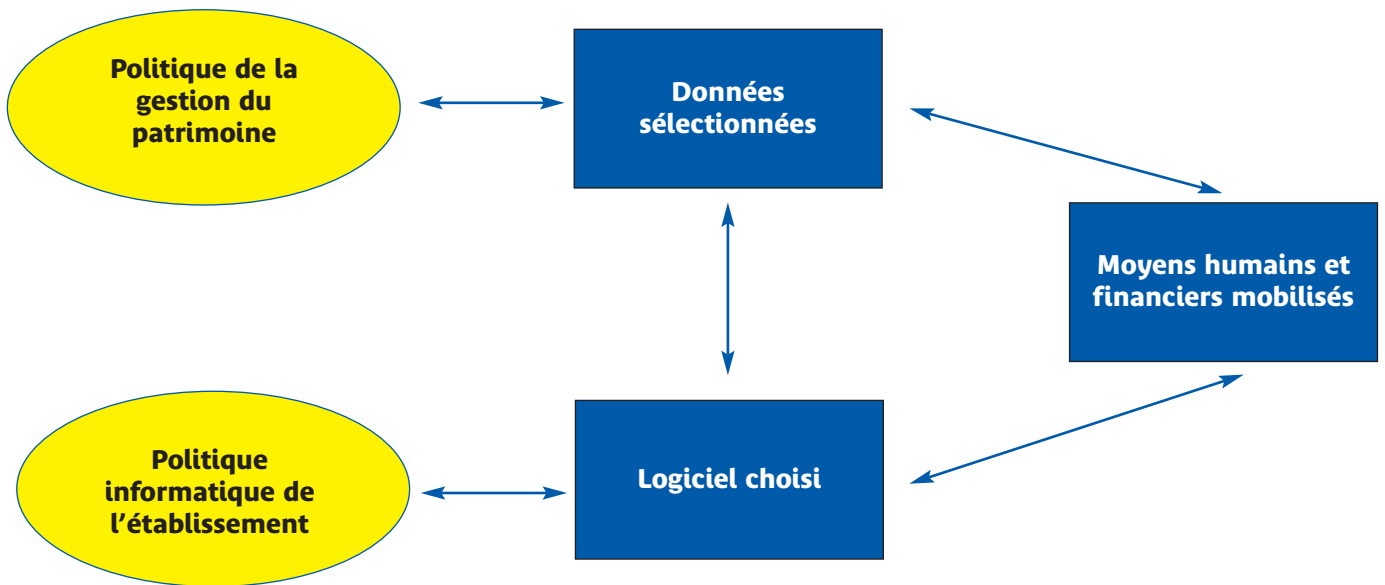 Politique de la
gestion du
patrimoine
Données
sélectionnées
Moyens humains et
financiers mobilisés
Politique
informatique de
l’établissement
Logiciel choisi